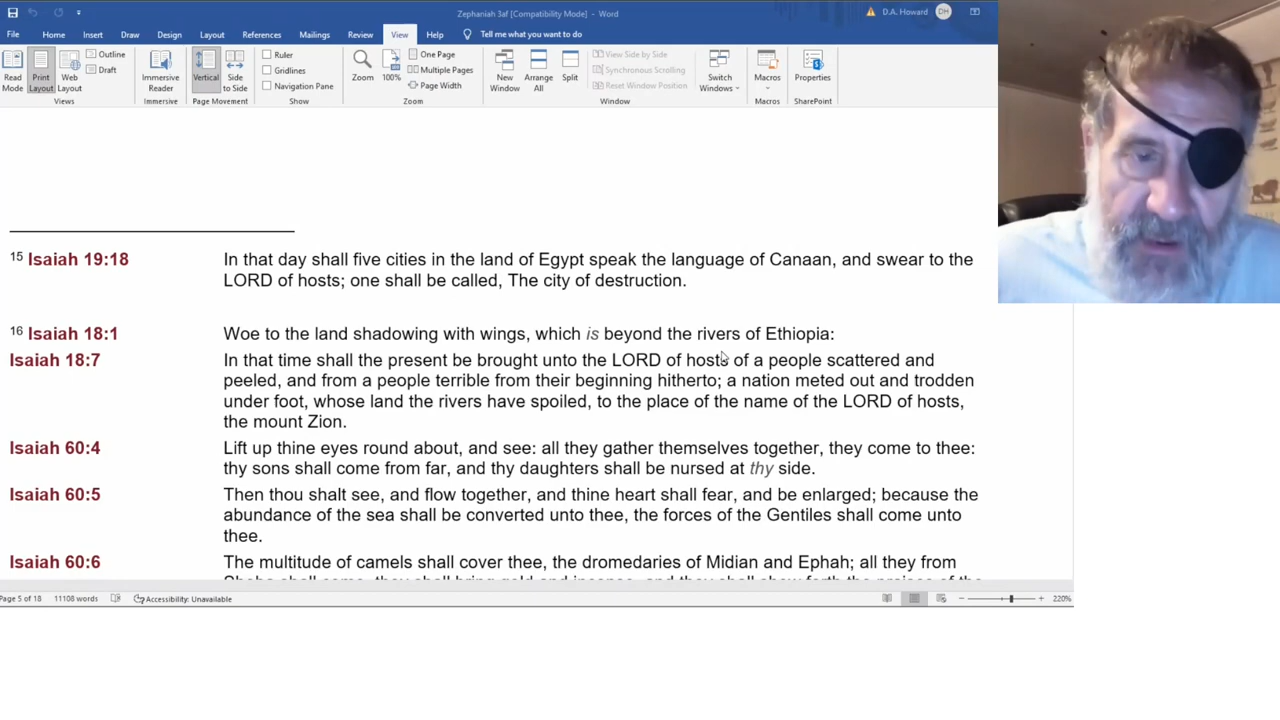 Zephaniah 3af [Compatibility Mode] - Word
D.A. Howard DH
File Home Insert Draw Design Layout References Mailings Review View Help Tell me what you want to do
Read Mode
Print Layout
Web Layout
Outline
Draft
Views
Immersive Reader
Immersive
Vertical
Side to Side
Page Movement
Ruler
Gridlines
Navigation Pane
Show
Zoom
100%
One Page
Multiple Pages
Page Width
Zoom
New Window
Arrange All
Split
View Side by Side
Synchronous Scrolling
Reset Window Position
Window
Switch Windows
Macros
Macros
Properties
SharePoint
15 Isaiah 19:18 In that day shall five cities in the land of Egypt speak the language of Canaan, and swear to the
LORD of hosts; one shall be called, The city of destruction.
16 Isaiah 18:1 Woe to the land shadowing with wings, which is beyond the rivers of Ethiopia:
Isaiah 18:7 In that time shall the present be brought unto the LORD of hosts of a people scattered and
peeled, and from a people terrible from their beginning hitherto; a nation meted out and trodden
under foot, whose land the rivers have spoiled, to the place of the name of the LORD of hosts,
the mount Zion.
Isaiah 60:4 Lift up thine eyes round about, and see: all they gather themselves together, they come to thee:
thy sons shall come from far, and thy daughters shall be nursed at thy side.
Isaiah 60:5 Then thou shalt see, and flow together, and thine heart shall fear, and be enlarged; because the
abundance of the sea shall be converted unto thee, the forces of the Gentiles shall come unto
thee.
Isaiah 60:6 The multitude of camels shall cover thee, the dromedaries of Midian and Ephah; all they from
Page 5 of 18 11108 words Accessibility: Unavailable 220%